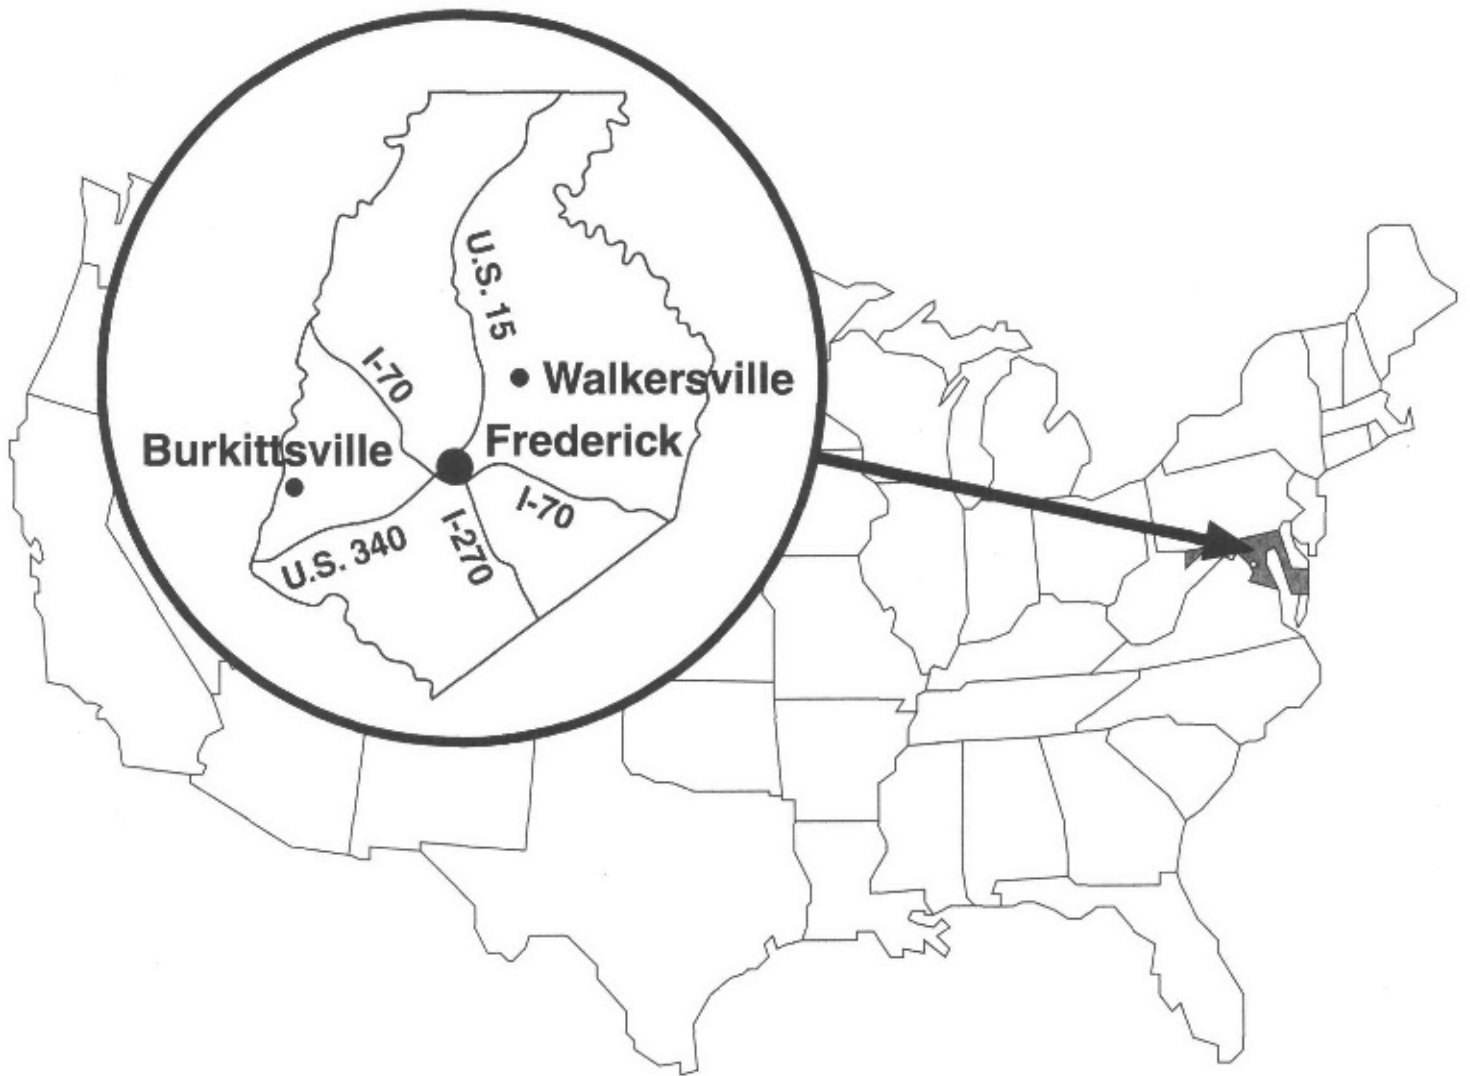 U.S. 15
I-70
Walkersville
Burkittsville
Frederick
I-70
U.S. 340
I-270